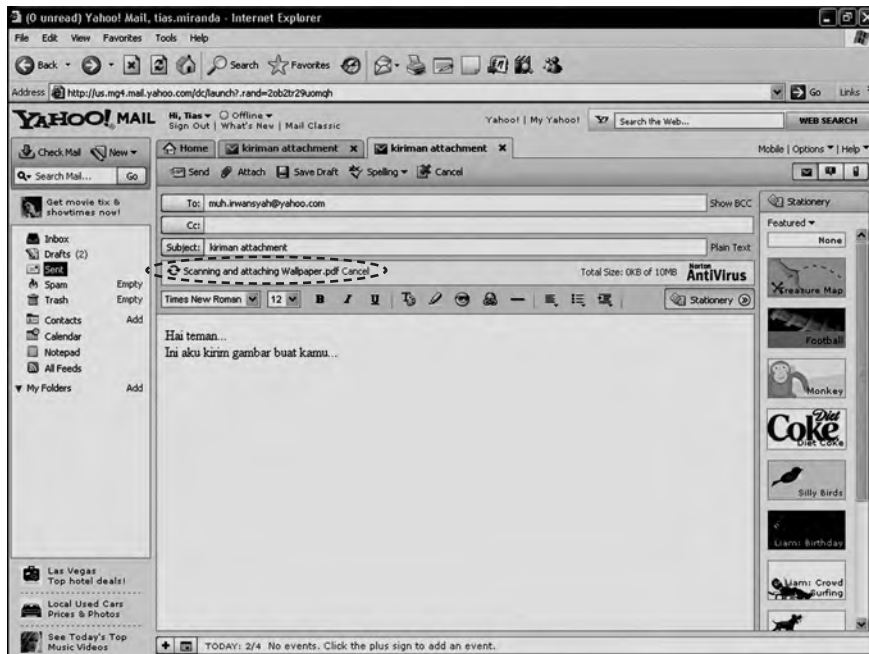 (0 unread) Yahoo! Mail, tias.miranda - Internet Explorer
File Edit View Favorites Tools Help
Back Search Favorites
Address http://us.mg4.mail.yahoo.com/dc/launch?.rand=2ob2tr29uomqh Go Links
YAHOO! MAIL Hi, Tias Offline Yahoo! | My Yahoo! Y! Search the Web... WEB SEARCH
Sign Out | What's New | Mail Classic
Check Mail New Home kiriman attachment x kiriman attachment x Mobile | Options | Help
Search Mail... Go Send Attach Save Draft Spelling Cancel
Get movie tix &
showtimes now!
To: muh.irwansyah@yahoo.com Show BCC
Cc:
Subject: kiriman attachment Plain Text
Scanning and attaching Wallpaper.pdf Cancel Total Size: 0KB of 10MB Norton AntiVirus
Times New Roman 12 B I U Stationery
Inbox
Drafts (2)
Sent
Spam Empty
Trash Empty
Contacts Add
Calendar
Notepad
All Feeds
My Folders Add
Hai teman...
Ini aku kirim gambar buat kamu...
Stationery
Featured
None
Creature Map
Football
Monkey
Diet Coke
Diet Coke
Silly Birds
Liam: Birthday
Liam: Crowd
Surfing
Las Vegas
Top hotel deals!
Local Used Cars
Prices & Photos
See Today's Top
Music Videos
TODAY: 2/4 No events. Click the plus sign to add an event.